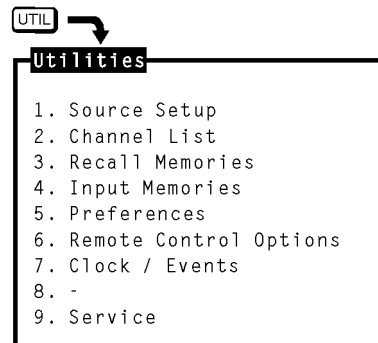 UTIL
Utilities
1. Source Setup
2. Channel List
3. Recall Memories
4. Input Memories
5. Preferences
6. Remote Control Options
7. Clock / Events
8. -
9. Service